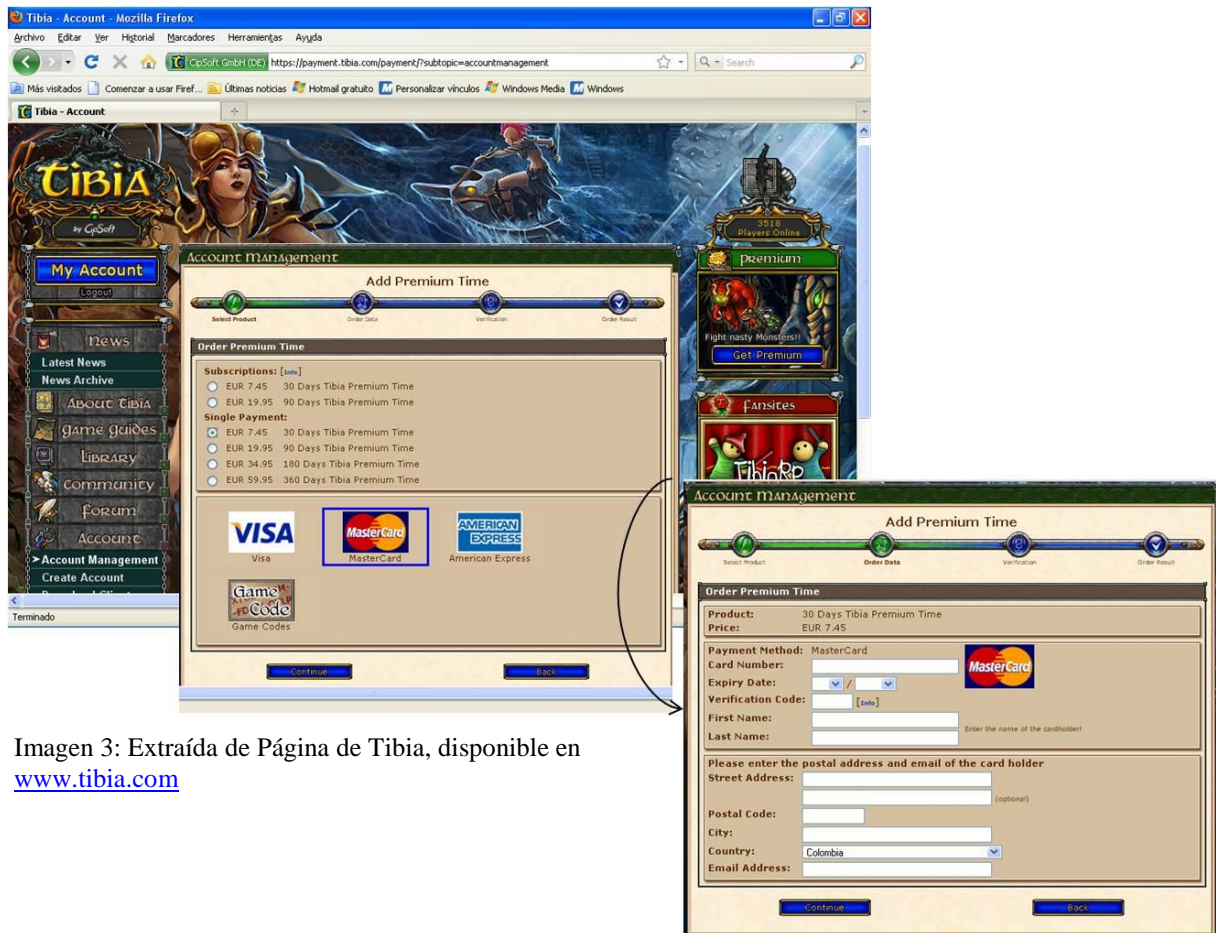 Tibia - Account - Mozilla Firefox
Archivo Editar Ver Historial Marcadores Herramientas Ayuda
CipSoft GmbH (DE) https://payment.tibia.com/payment/?subtopic=accountmanagement
Search
Más visitados Comenzar a usar Firef... Últimas noticias Hotmail gratuito Personalizar vínculos Windows Media Windows
Tibia - Account
TIBIA
by CipSoft
My Account
Logout
News
Latest News
News Archive
About Tibia
Game Guides
Library
Community
Forum
Account
Account Management
Create Account
Terminado
3518
Players Online
Premium
Fight nasty Monsters!!
Get Premium
Fansites
Account Management
Add Premium Time
Select Product Order Data Verification Order Result
Order Premium Time
Subscriptions: [Info]
EUR 7.45 30 Days Tibia Premium Time
EUR 19.95 90 Days Tibia Premium Time
Single Payment:
EUR 7.45 30 Days Tibia Premium Time
EUR 19.95 90 Days Tibia Premium Time
EUR 34.95 180 Days Tibia Premium Time
EUR 59.95 360 Days Tibia Premium Time
VISA MasterCard AMERICAN EXPRESS
Visa MasterCard American Express
Game Code
Game Codes
Continue Back
Account Management
Add Premium Time
Select Product Order Data Verification Order Result
Order Premium Time
Product: 30 Days Tibia Premium Time
Price: EUR 7.45
Payment Method: MasterCard
MasterCard
Card Number:
Expiry Date: /
Verification Code: [Info]
First Name:
Last Name:
Enter the name of the cardholder!
Please enter the postal address and email of the card holder
Street Address:
(optional)
Postal Code:
City:
Country: Colombia
Email Address:
Continue Back
Imagen 3: Extraída de Página de Tibia, disponible en
www.tibia.com